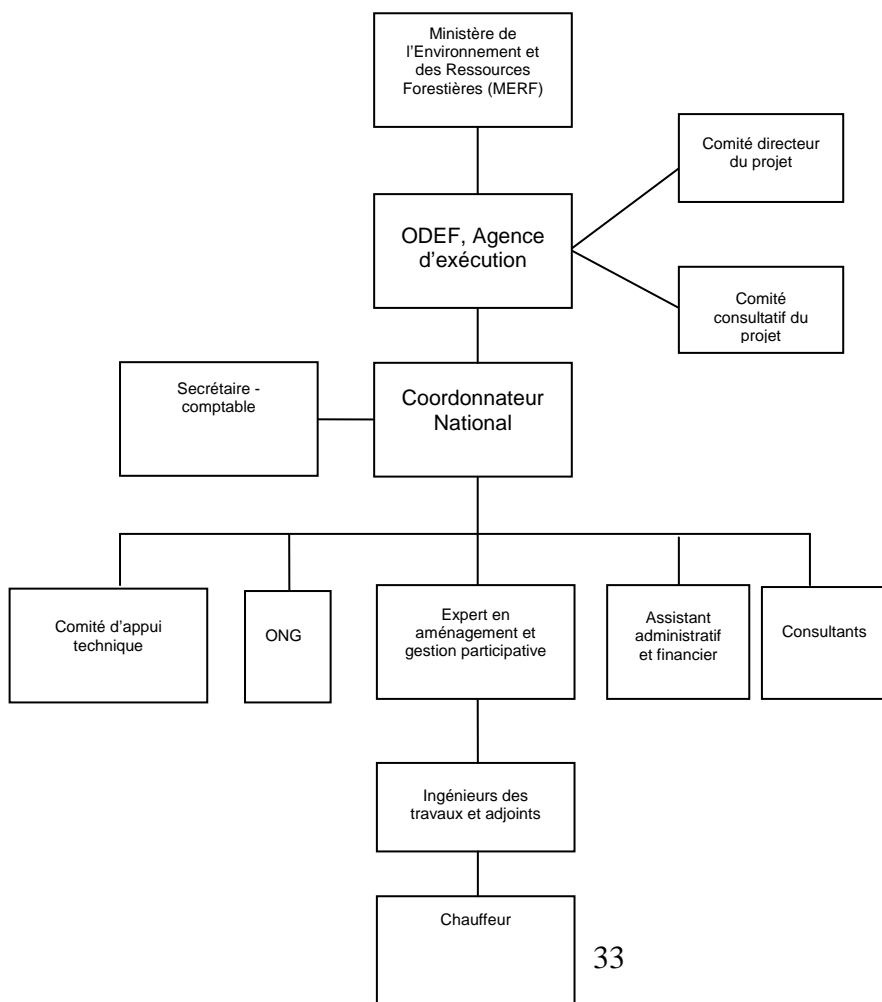 Ministère de
l'Environnement et
des Ressources
Forestières (MERF)
Comité directeur
du projet
ODEF, Agence
d'exécution
Comité
consultatif du
projet
Secrétaire -
comptable
Coordonnateur
National
Comité d'appui
technique
ONG
Expert en
aménagement et
gestion participative
Assistant
administratif
et financier
Consultants
Ingénieurs des
travaux et adjoints
Chauffeur
33